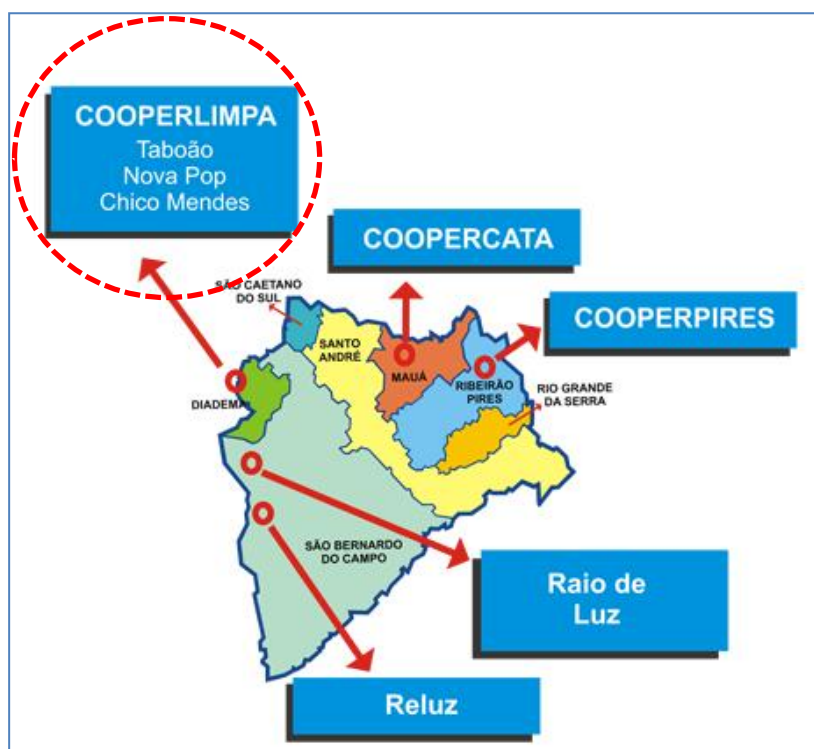 COOPERLIMPA
Taboão
Nova Pop
Chico Mendes
COOPERCATA
COOPERPIRES
SÃO CAETANO
DO SUL
SANTO
ANDRÉ
MAUÁ
RIBEIRÃO
PIRES
RIO GRANDE
DA SERRA
DIADEMA
SÃO BERNARDO
DO CAMPO
Raio de
Luz
Reluz